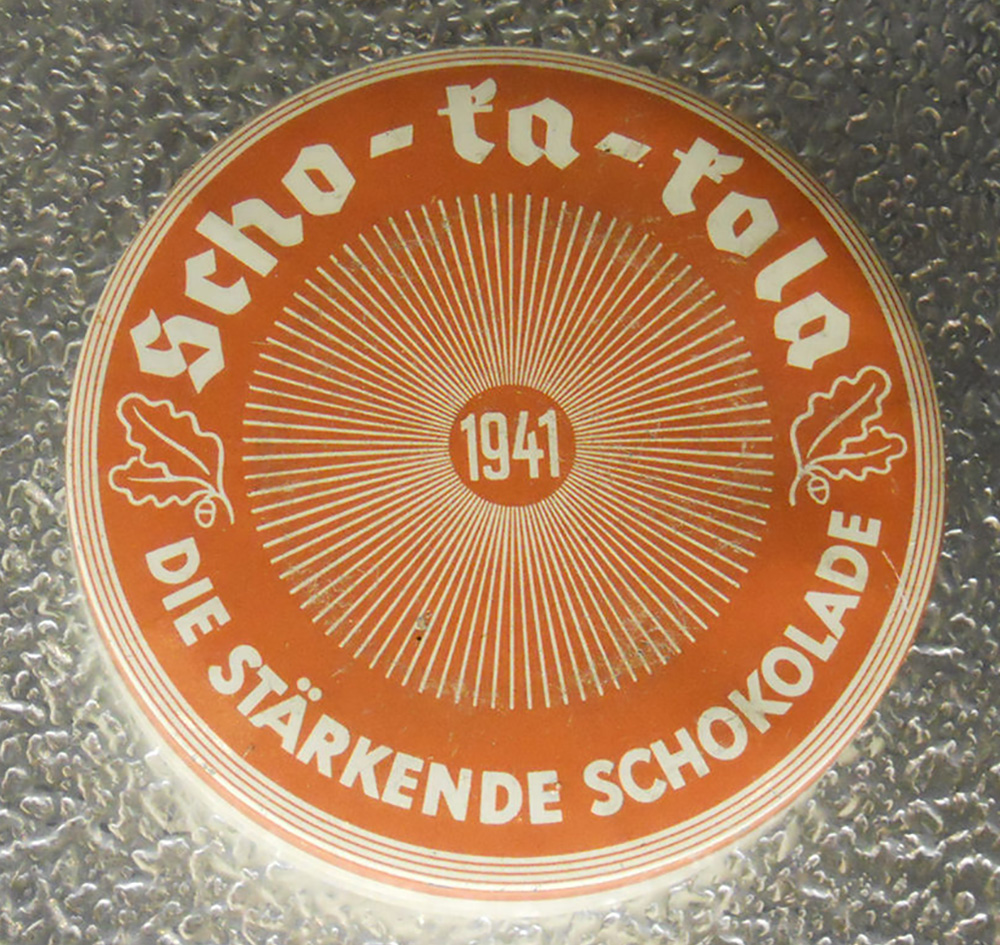 Scho-ka-kola
1941
DIE STÄRKENDE SCHOKOLADE